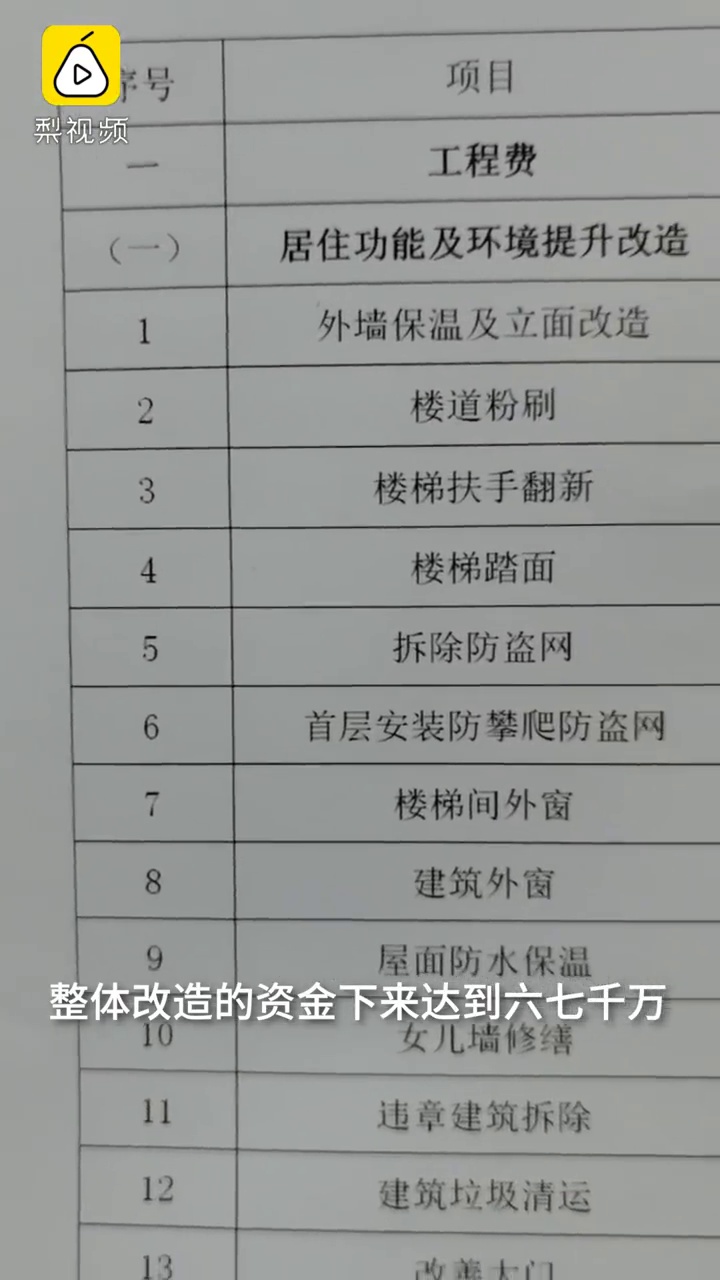 梨视频
序号 项目
一 工程费
（一） 居住功能及环境提升改造
1 外墙保温及立面改造
2 楼道粉刷
3 楼梯扶手翻新
4 楼梯踏面
5 拆除防盗网
6 首层安装防攀爬防盗网
7 楼梯间外窗
8 建筑外窗
9 屋面防水保温
整体改造的资金下来达到六七千万
10 女儿墙修缮
11 违章建筑拆除
12 建筑垃圾清运
13 改善大门